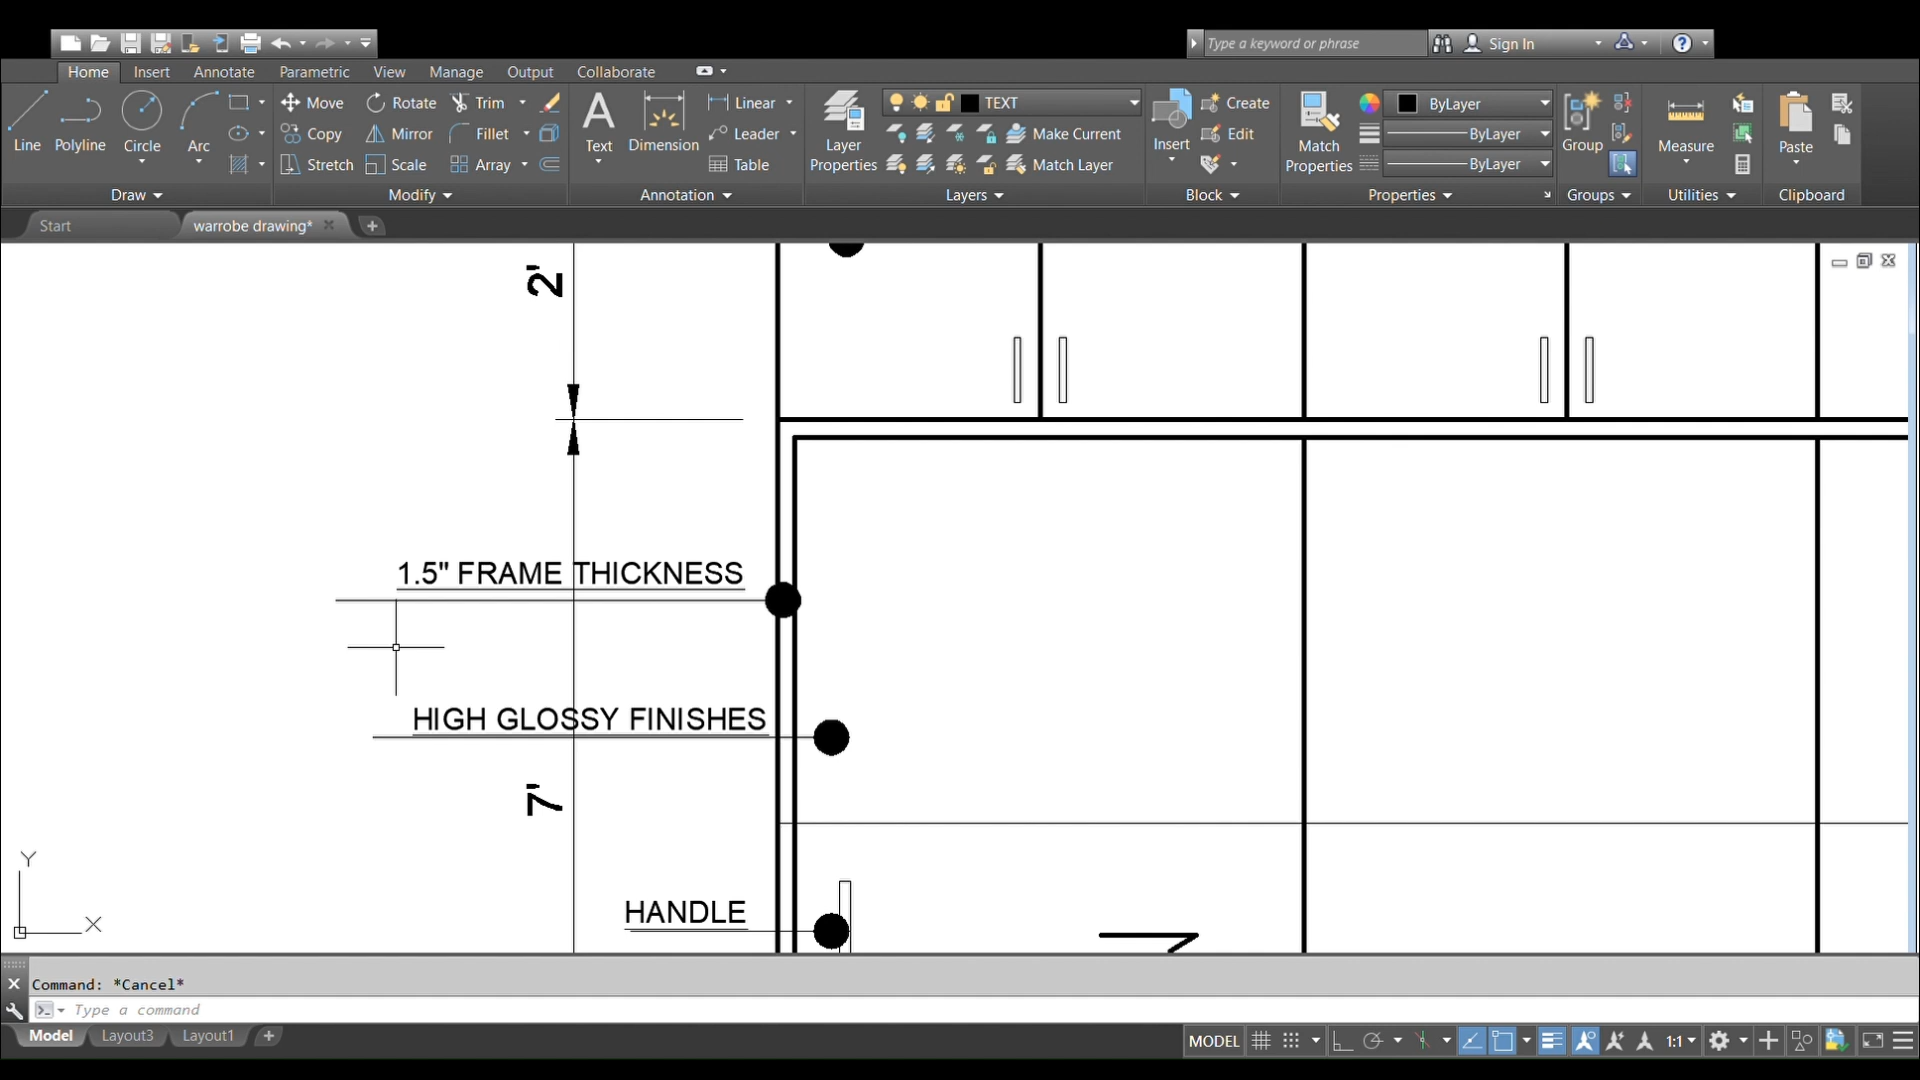 Type a keyword or phrase
Sign In
Home Insert Annotate Parametric View Manage Output Collaborate
Line
Polyline
Circle
Arc
Draw
Move
Rotate
Trim
Copy
Mirror
Fillet
Stretch
Scale
Array
Modify
Text
Dimension
Linear
Leader
Table
Annotation
Layer
Properties
TEXT
Make Current
Match Layer
Layers
Insert
Create
Edit
Block
Match
Properties
ByLayer
ByLayer
ByLayer
Properties
Group
Groups
Measure
Utilities
Paste
Clipboard
Start
warrobe drawing*
2'
1.5" FRAME THICKNESS
HIGH GLOSSY FINISHES
7'
HANDLE
Y
X
Command: *Cancel*
Type a command
Model Layout3 Layout1
MODEL
1:1